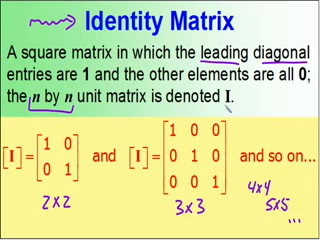 Identity Matrix
A square matrix in which the leading diagonal
entries are 1 and the other elements are all 0;
the n by n unit matrix is denoted I.
[I] = [1 0 and [I] = [1 0 0 and so on...
0 1] 0 1 0
0 0 1]
2x2 3x3 4x4
5x5
...